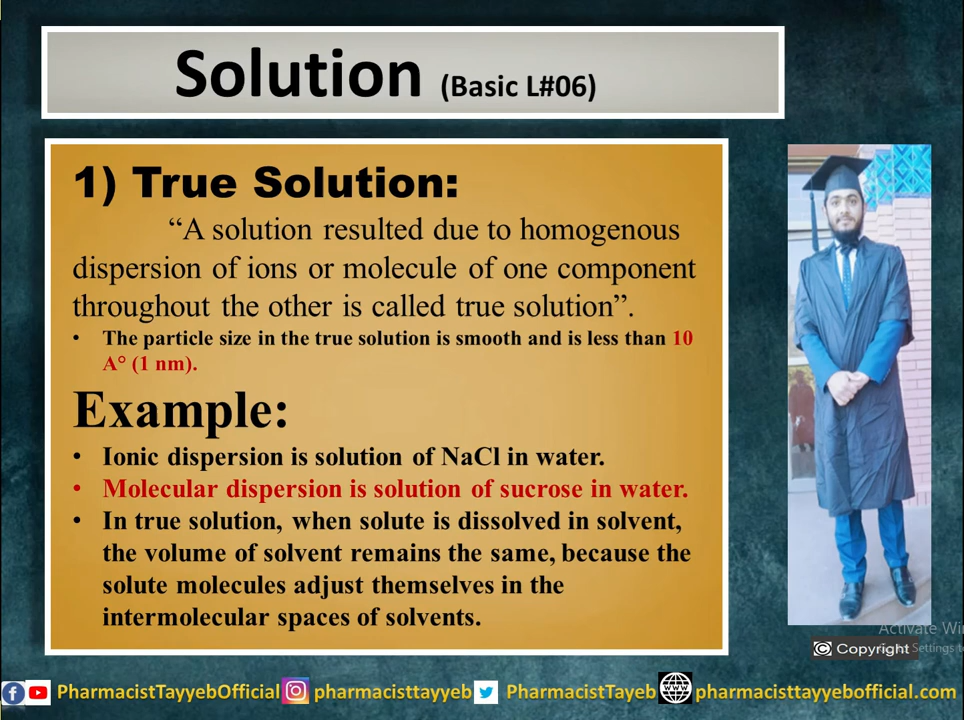 Solution (Basic L#06)
1) True Solution:
“A solution resulted due to homogenous
dispersion of ions or molecule of one component
throughout the other is called true solution”.
• The particle size in the true solution is smooth and is less than 10
A° (1 nm).
Example:
• Ionic dispersion is solution of NaCl in water.
• Molecular dispersion is solution of sucrose in water.
• In true solution, when solute is dissolved in solvent,
the volume of solvent remains the same, because the
solute molecules adjust themselves in the
intermolecular spaces of solvents.
Activate Wi
© Copyright Settings t
PharmacistTayyebOfficial pharmacisttayyeb PharmacistTayeb WWW pharmacisttayyebofficial.com